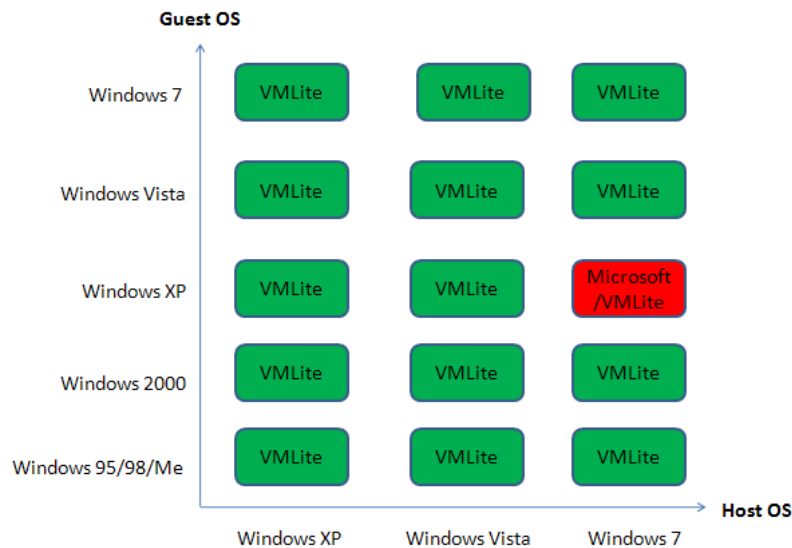 Guest OS
Windows 7 VMLite VMLite VMLite
Windows Vista VMLite VMLite VMLite
Windows XP VMLite VMLite Microsoft
/VMLite
Windows 2000 VMLite VMLite VMLite
Windows 95/98/Me VMLite VMLite VMLite
Host OS
Windows XP Windows Vista Windows 7